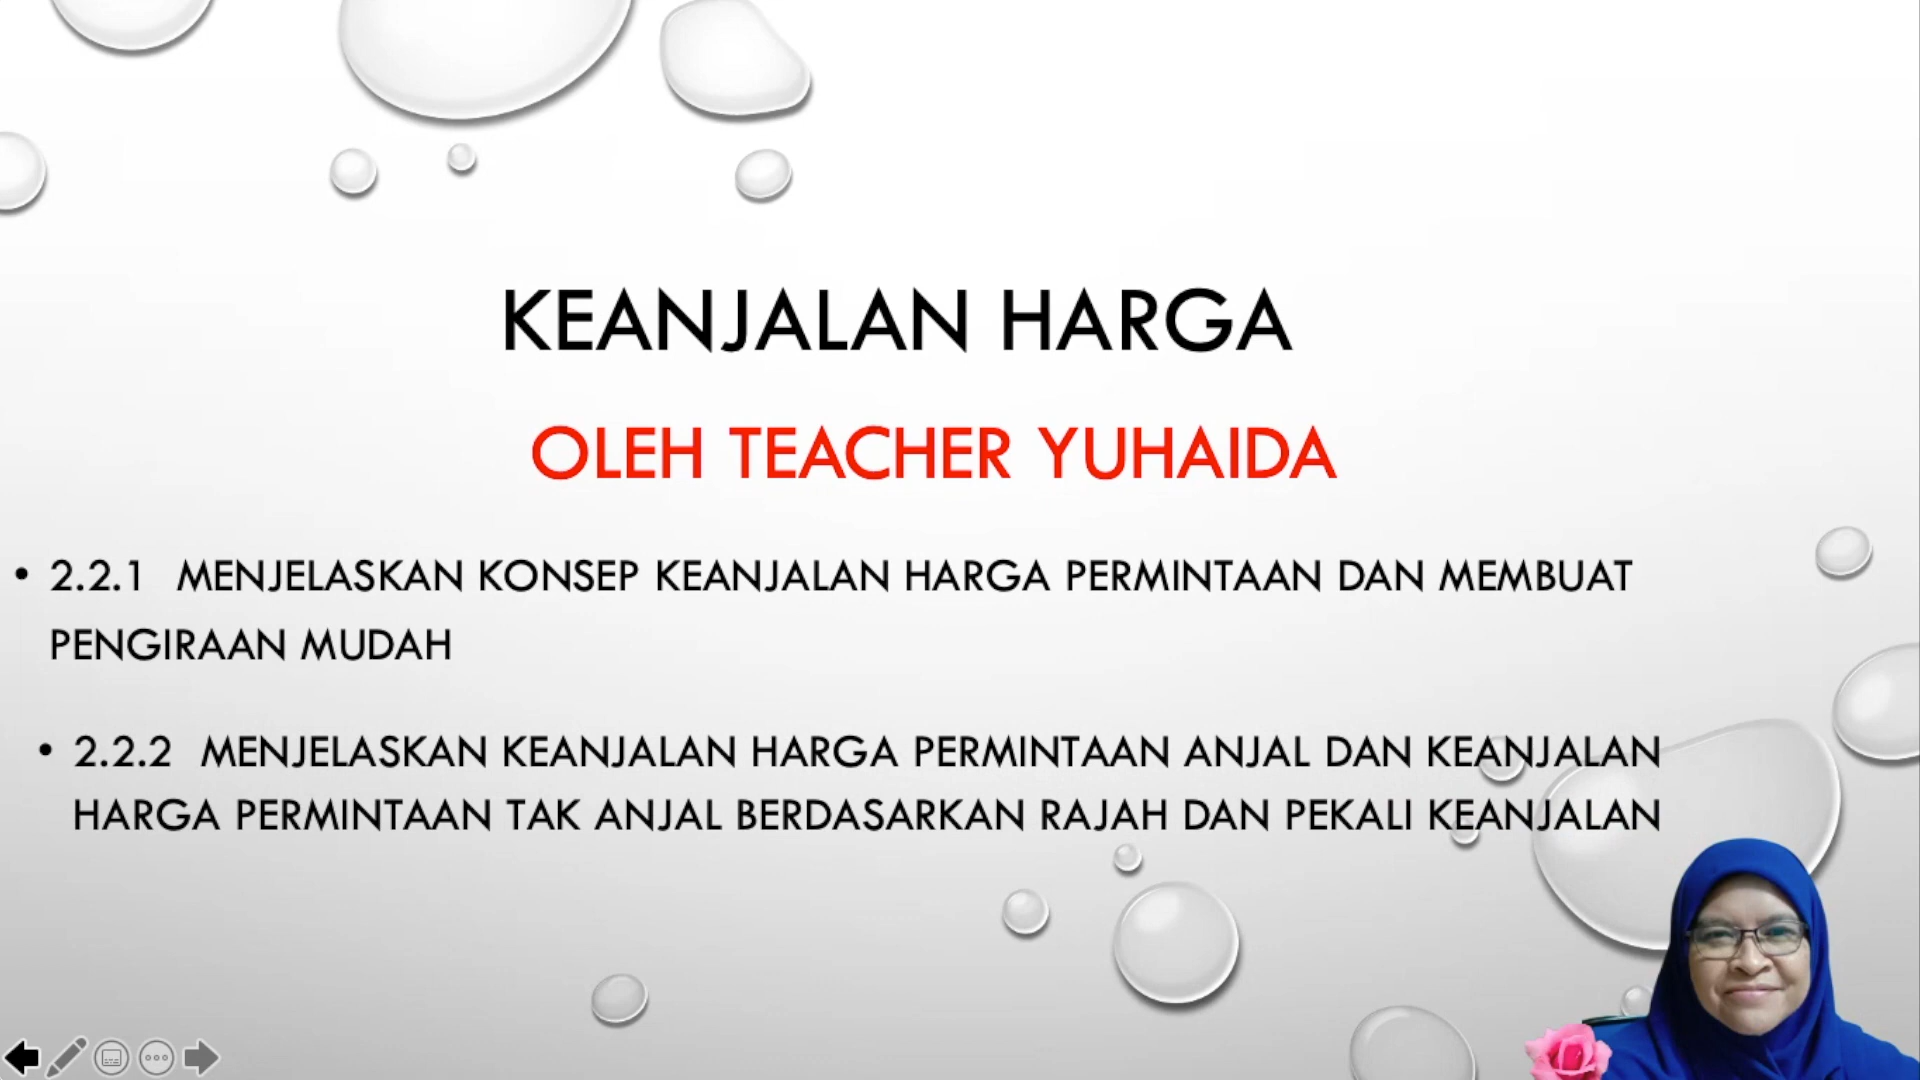 KEANJALAN HARGA
OLEH TEACHER YUHAIDA
• 2.2.1 MENJELASKAN KONSEP KEANJALAN HARGA PERMINTAAN DAN MEMBUAT
PENGIRAAN MUDAH
• 2.2.2 MENJELASKAN KEANJALAN HARGA PERMINTAAN ANJAL DAN KEANJALAN
HARGA PERMINTAAN TAK ANJAL BERDASARKAN RAJAH DAN PEKALI KEANJALAN